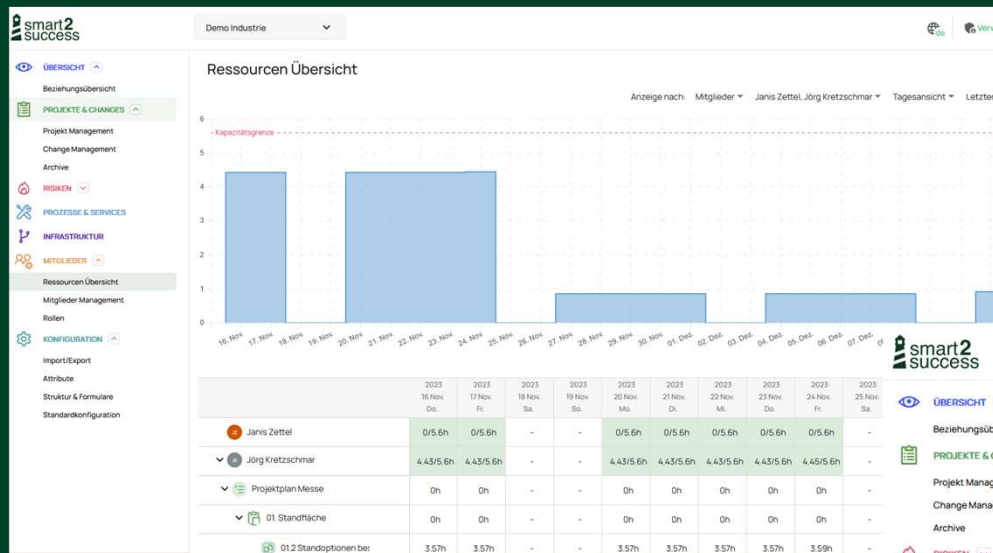 smart2
success
Demo Industrie
de
ÜBERSICHT
Beziehungsübersicht
PROJEKTE & CHANGES
Projekt Management
Change Management
Archive
RISIKEN
PROZESSE & SERVICES
INFRASTRUKTUR
MITGLIEDER
Ressourcen Übersicht
Mitglieder Management
Rollen
KONFIGURATION
Import/Export
Attribute
Struktur & Formulare
Standardkonfiguration
Ressourcen Übersicht
Anzeige nach: Mitglieder Janis Zettel, Jörg Kretzschmar Tagesansicht
6
Kapazitätsgrenze
5
4
3
2
1
0
16. Nov. 17. Nov. 18. Nov. 19. Nov. 20. Nov. 21. Nov. 22. Nov. 23. Nov. 24. Nov. 25. Nov. 26. Nov. 27. Nov. 28. Nov. 29. Nov. 30. Nov. 01. Dez. 02. Dez. 03. Dez. 04. Dez. 05. Dez. 06. Dez. 07. Dez.
2023 2023 2023 2023 2023 2023 2023 2023 2023 2023
16 Nov. 17 Nov. 18 Nov. 19 Nov. 20 Nov. 21 Nov. 22 Nov. 23 Nov. 24 Nov. 25 Nov.
Do. Fr. Sa. So. Mo. Di. Mi. Do. Fr. Sa.
Janis Zettel 0/5.6h 0/5.6h - - 0/5.6h 0/5.6h 0/5.6h 0/5.6h 0/5.6h -
Jörg Kretzschmar 4.43/5.6h 4.43/5.6h - - 4.43/5.6h 4.43/5.6h 4.43/5.6h 4.43/5.6h 4.45/5.6h -
Projektplan Messe 0h 0h - - 0h 0h 0h 0h 0h -
01. Standfläche 0h 0h - - 0h 0h 0h 0h 0h -
01.2 Standoptionen 3.57h 3.57h - - 3.57h 3.57h 3.57h 3.57h 3.59h -
smart2
success
ÜBERSICHT
Beziehungsüb
PROJEKTE &
Projekt Manag
Change Mana
Archive